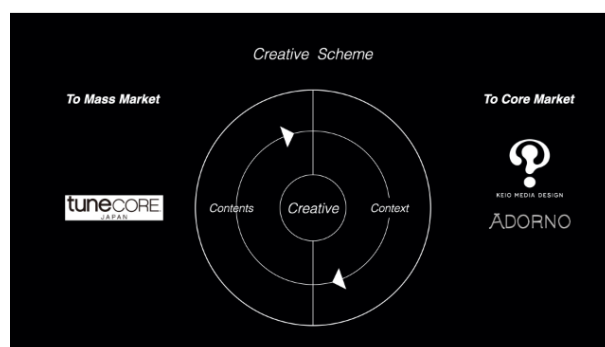 Creative Scheme
To Mass Market
To Core Market
tunecore
JAPAN
Contents
Creative
Context
KEIO MEDIA DESIGN
ADORNO